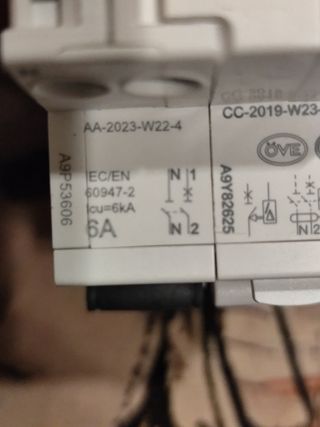 AA-2023-W22-4
A9P53606
IEC/EN
60947-2
Icu=6kA
6A
N 1
N 2
CC-2019-W23-
ÖVE
A9Y82625
N 2